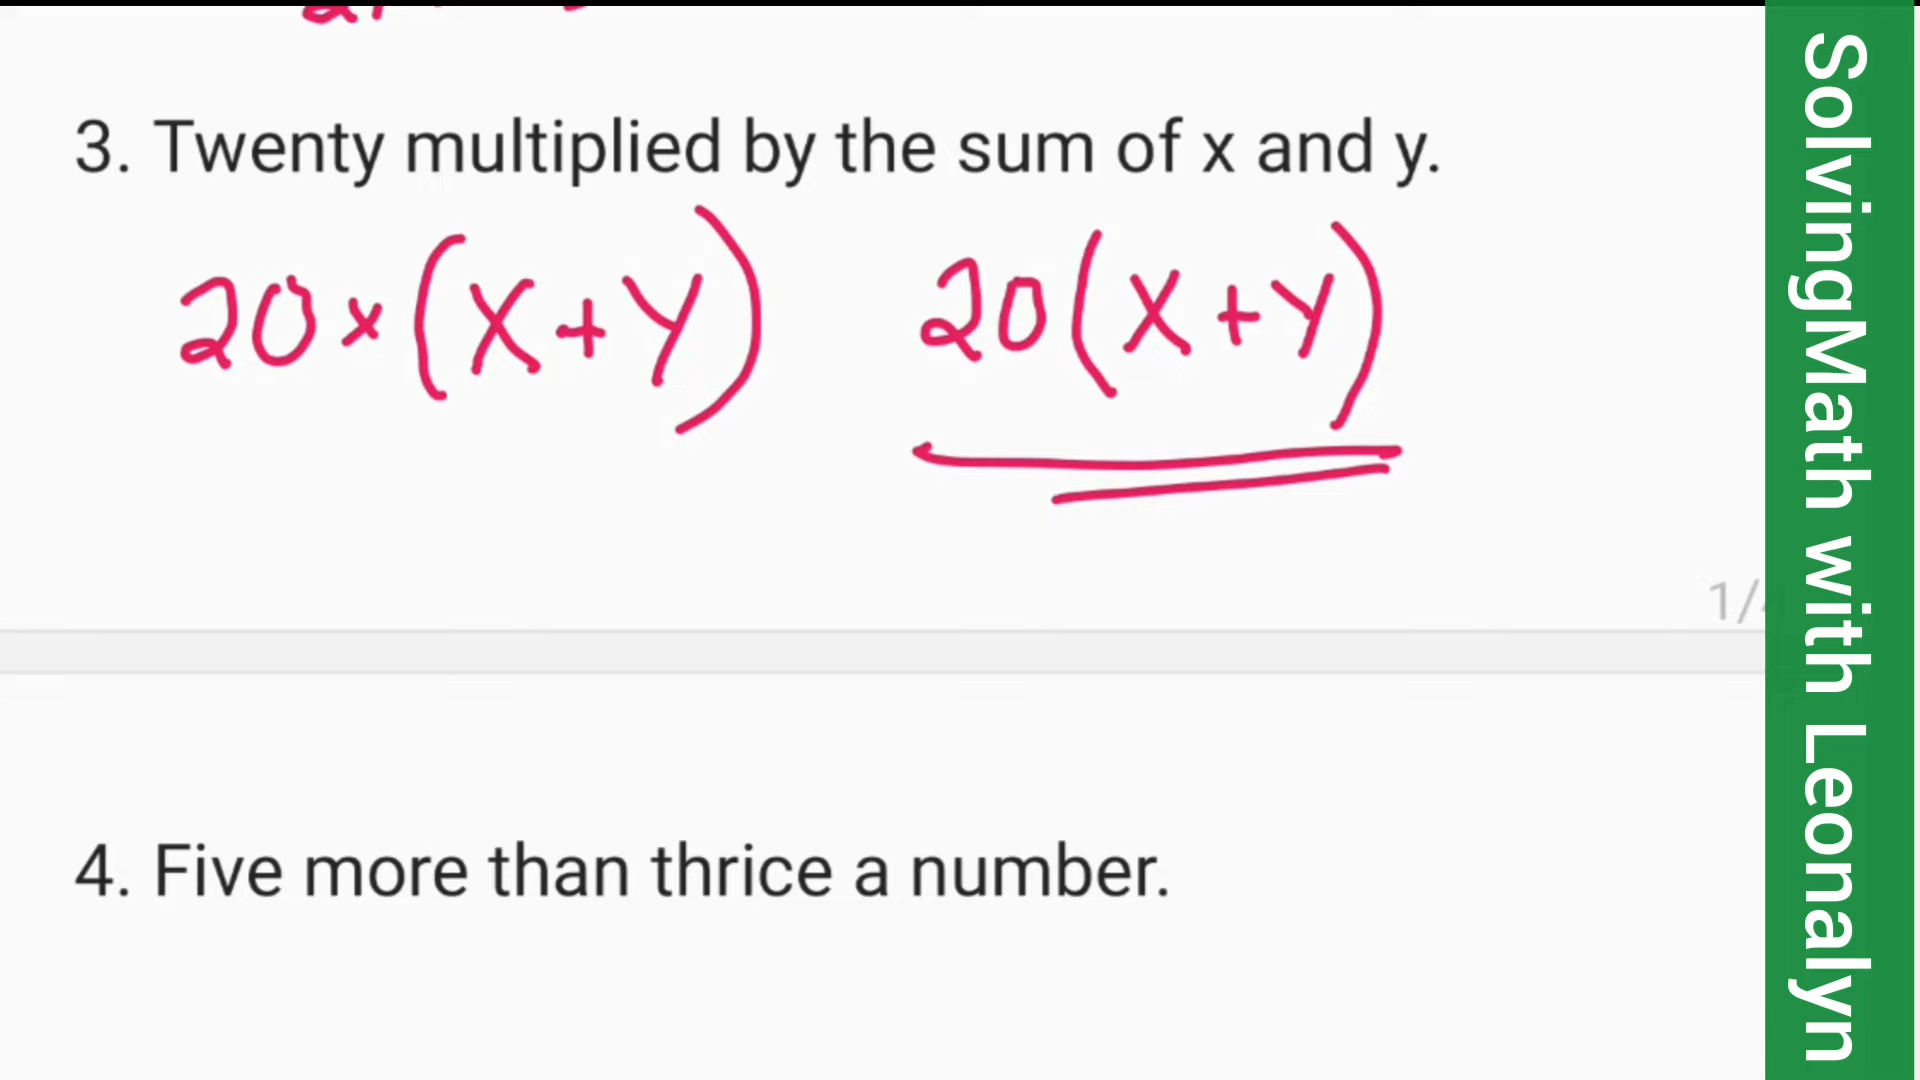 3. Twenty multiplied by the sum of x and y.
20 × (X+Y) 20(X+Y)
4. Five more than thrice a number.
SolvingMath with Leonalyn